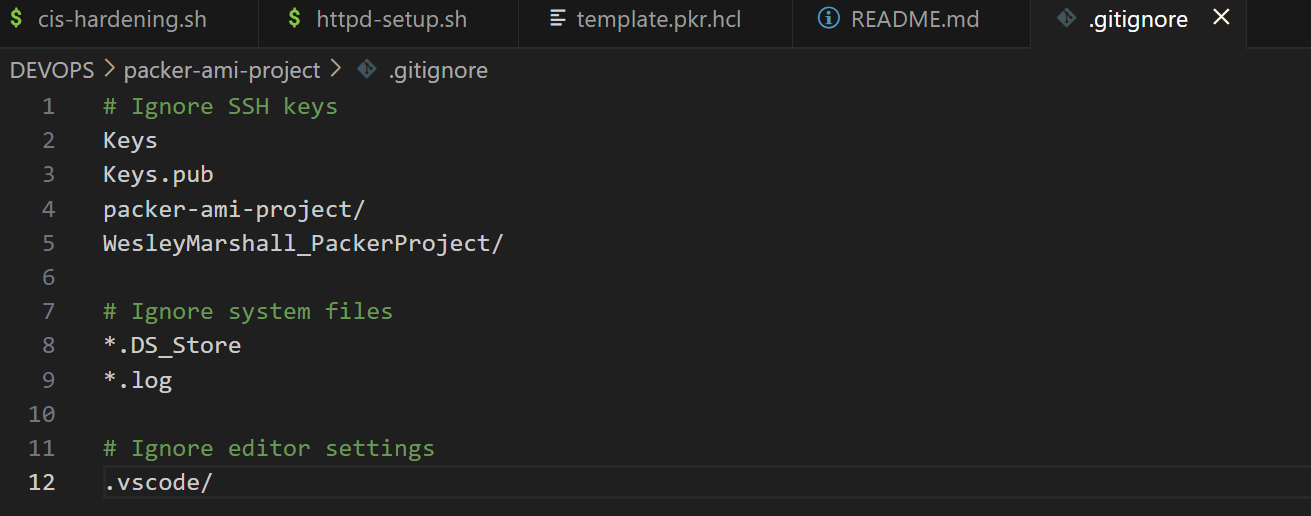 $ cis-hardening.sh $ httpd-setup.sh template.pkr.hcl README.md .gitignore
DEVOPS > packer-ami-project > .gitignore
1 # Ignore SSH keys
2 Keys
3 Keys.pub
4 packer-ami-project/
5 WesleyMarshall_PackerProject/
6
7 # Ignore system files
8 *.DS_Store
9 *.log
10
11 # Ignore editor settings
12 .vscode/